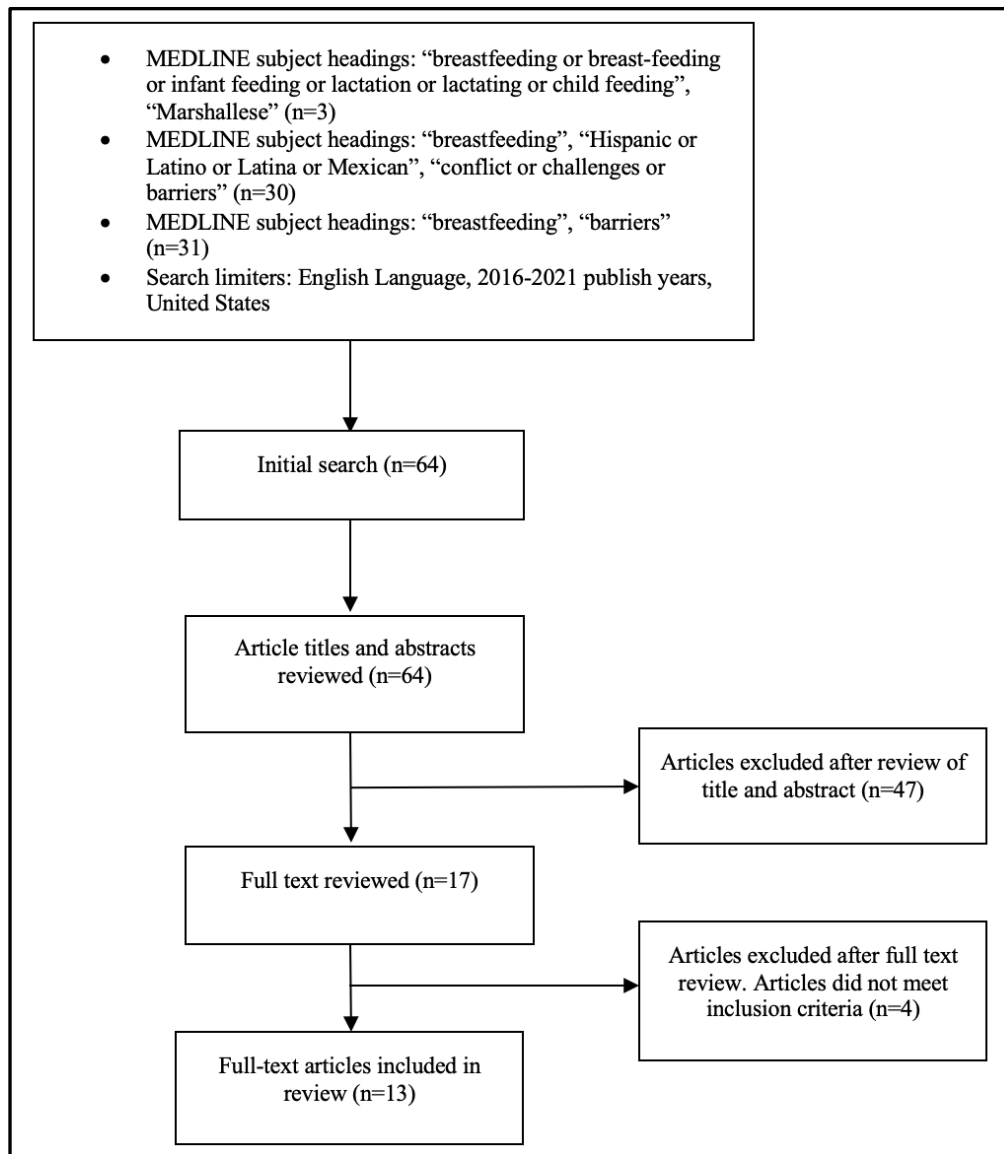 • MEDLINE subject headings: “breastfeeding or breast-feeding
or infant feeding or lactation or lactating or child feeding”,
“Marshallese” (n=3)
• MEDLINE subject headings: “breastfeeding”, “Hispanic or
Latino or Latina or Mexican”, “conflict or challenges or
barriers” (n=30)
• MEDLINE subject headings: “breastfeeding”, “barriers”
(n=31)
• Search limiters: English Language, 2016-2021 publish years,
United States
Initial search (n=64)
Article titles and abstracts
reviewed (n=64)
Articles excluded after review of
title and abstract (n=47)
Full text reviewed (n=17)
Articles excluded after full text
review. Articles did not meet
inclusion criteria (n=4)
Full-text articles included in
review (n=13)